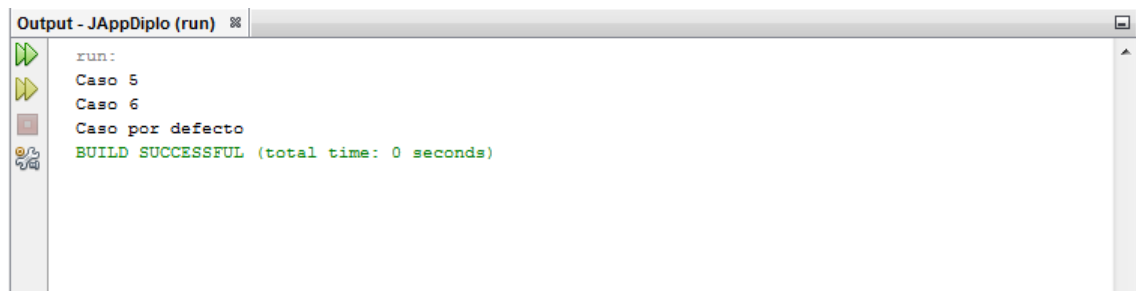 Output - JAppDiplo (run)
run:
Caso 5
Caso 6
Caso por defecto
BUILD SUCCESSFUL (total time: 0 seconds)